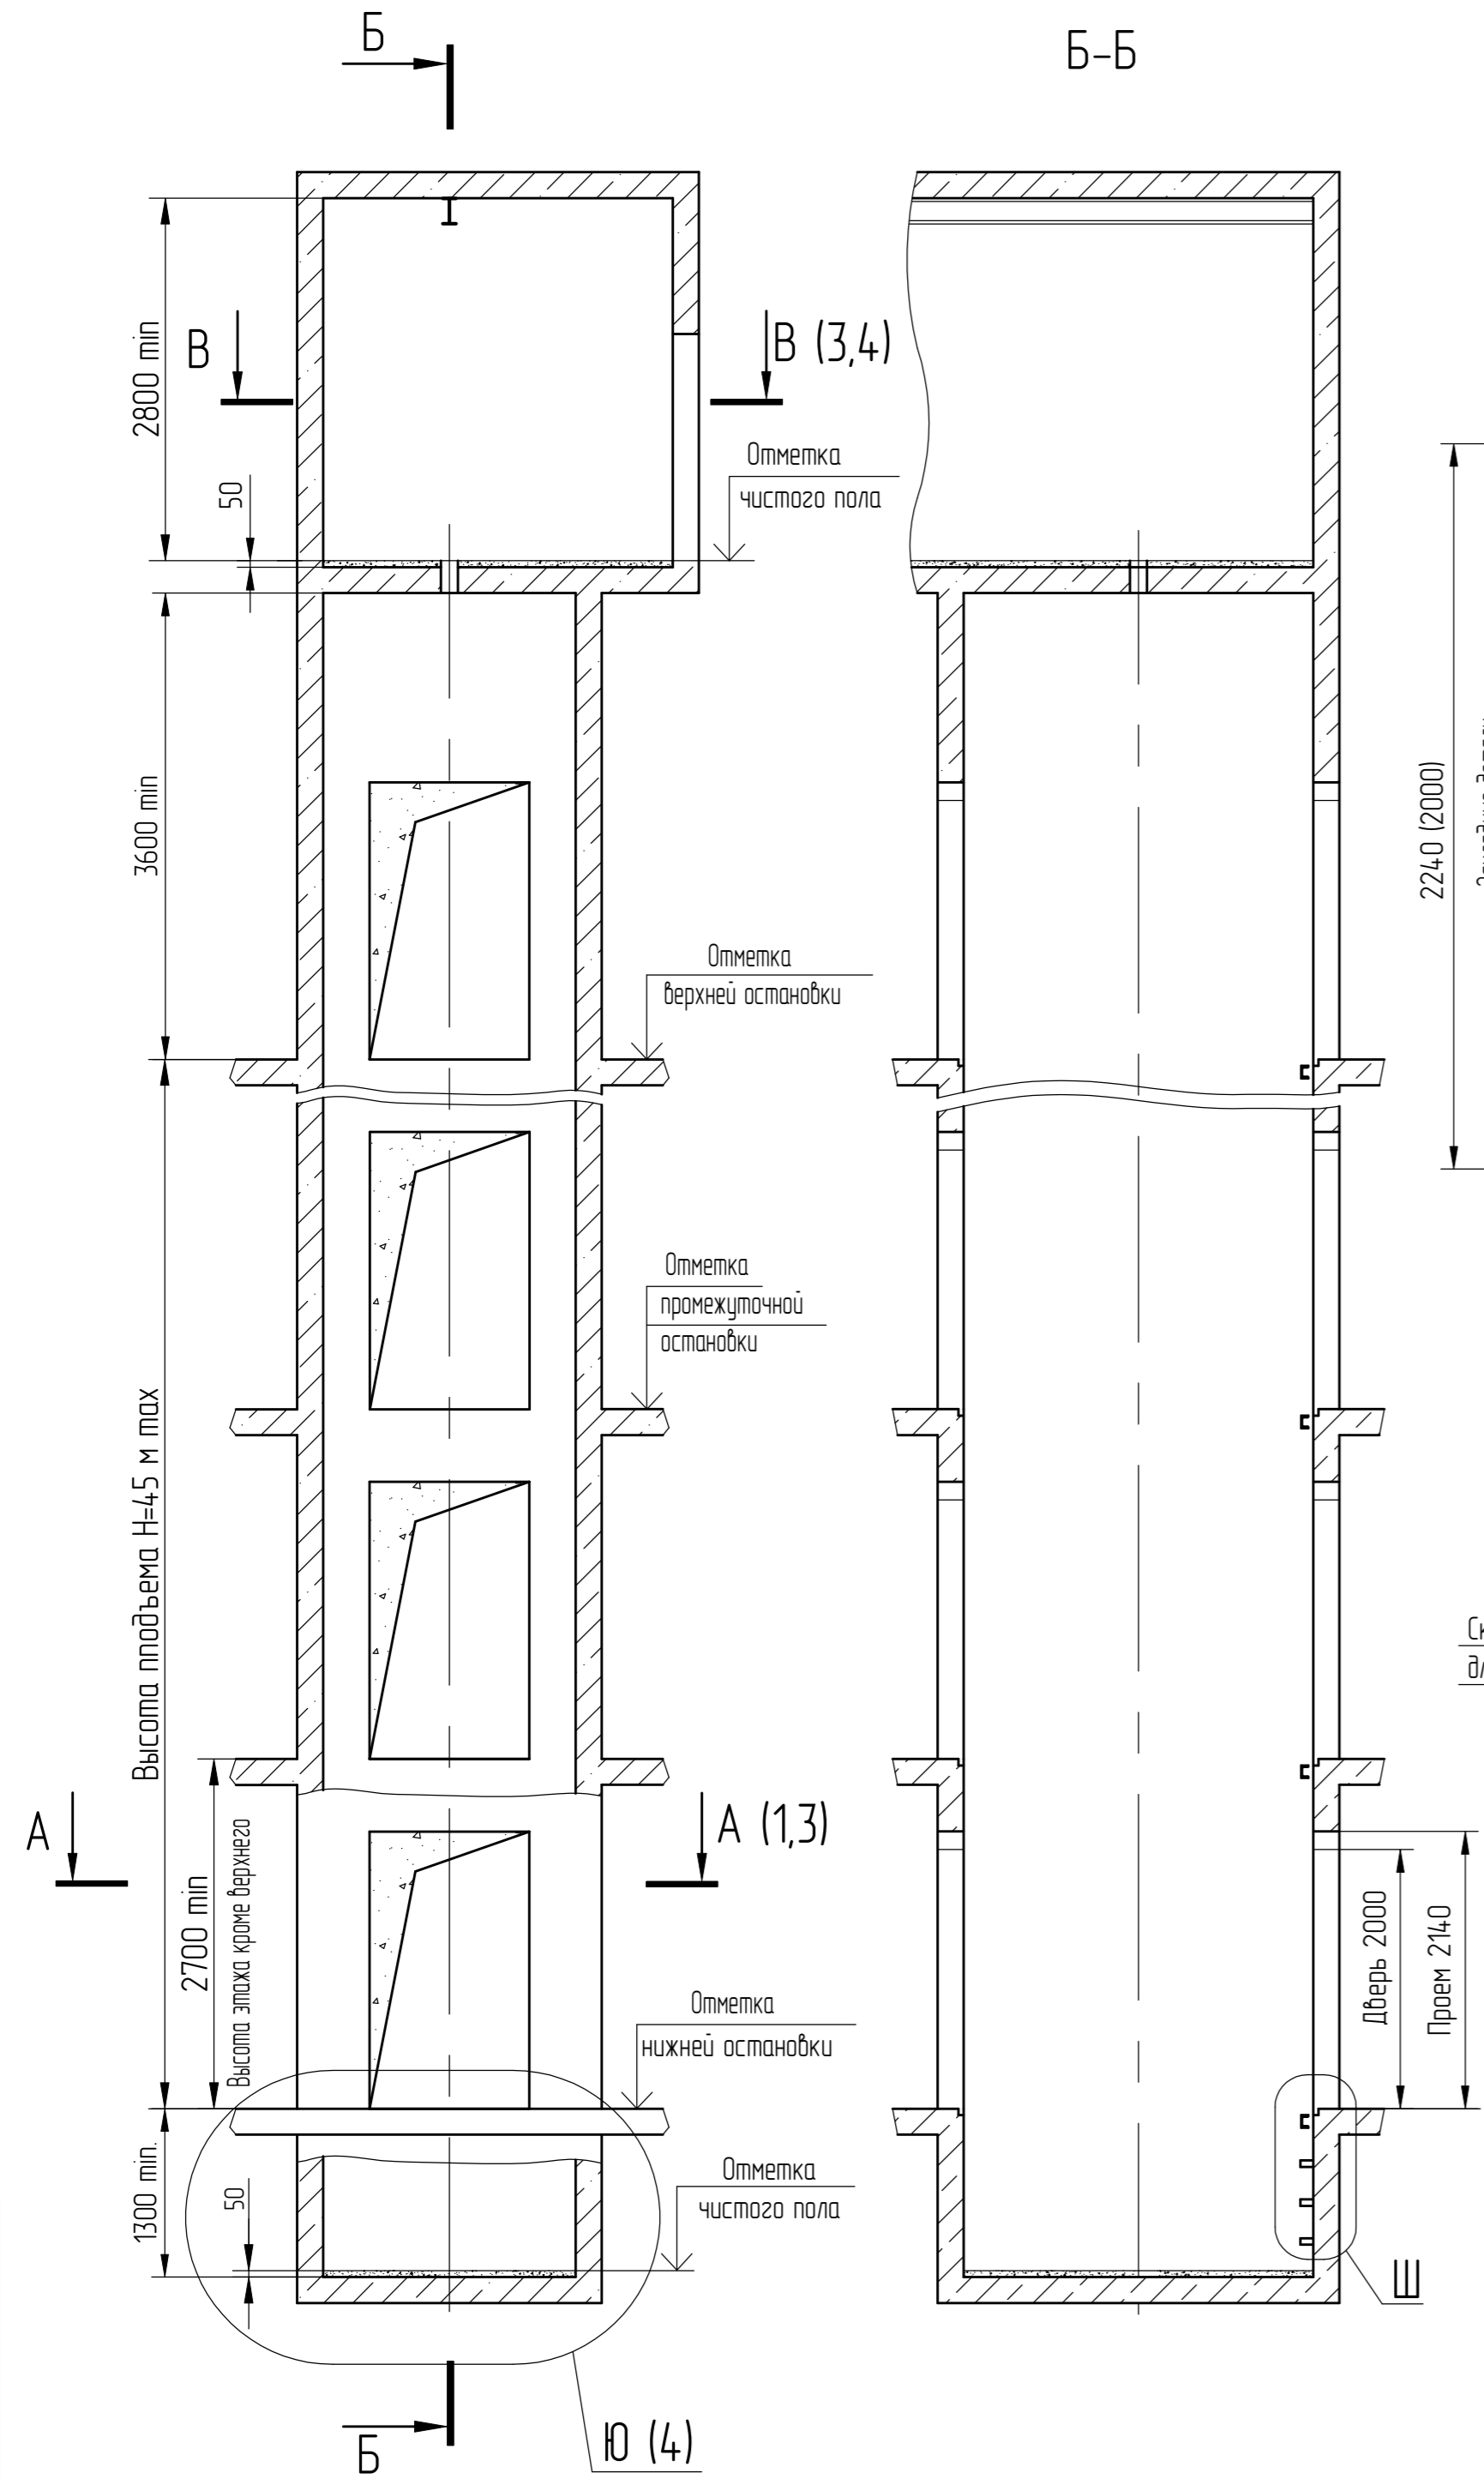 Б
Б-Б
2800 min
В
В (3,4)
50
Отметка
чистого пола
3600 min
2240 (2000)
Отметка
верхней остановки
Отметка
промежуточной
остановки
Высота пподъема Н=45 м max
А
А (1,3)
2700 min
Высота этажа кроме верхнего
Дверь 2000
Проем 2140
Отметка
нижней остановки
1300 min.
50
Отметка
чистого пола
Ш
Б
Ю (4)